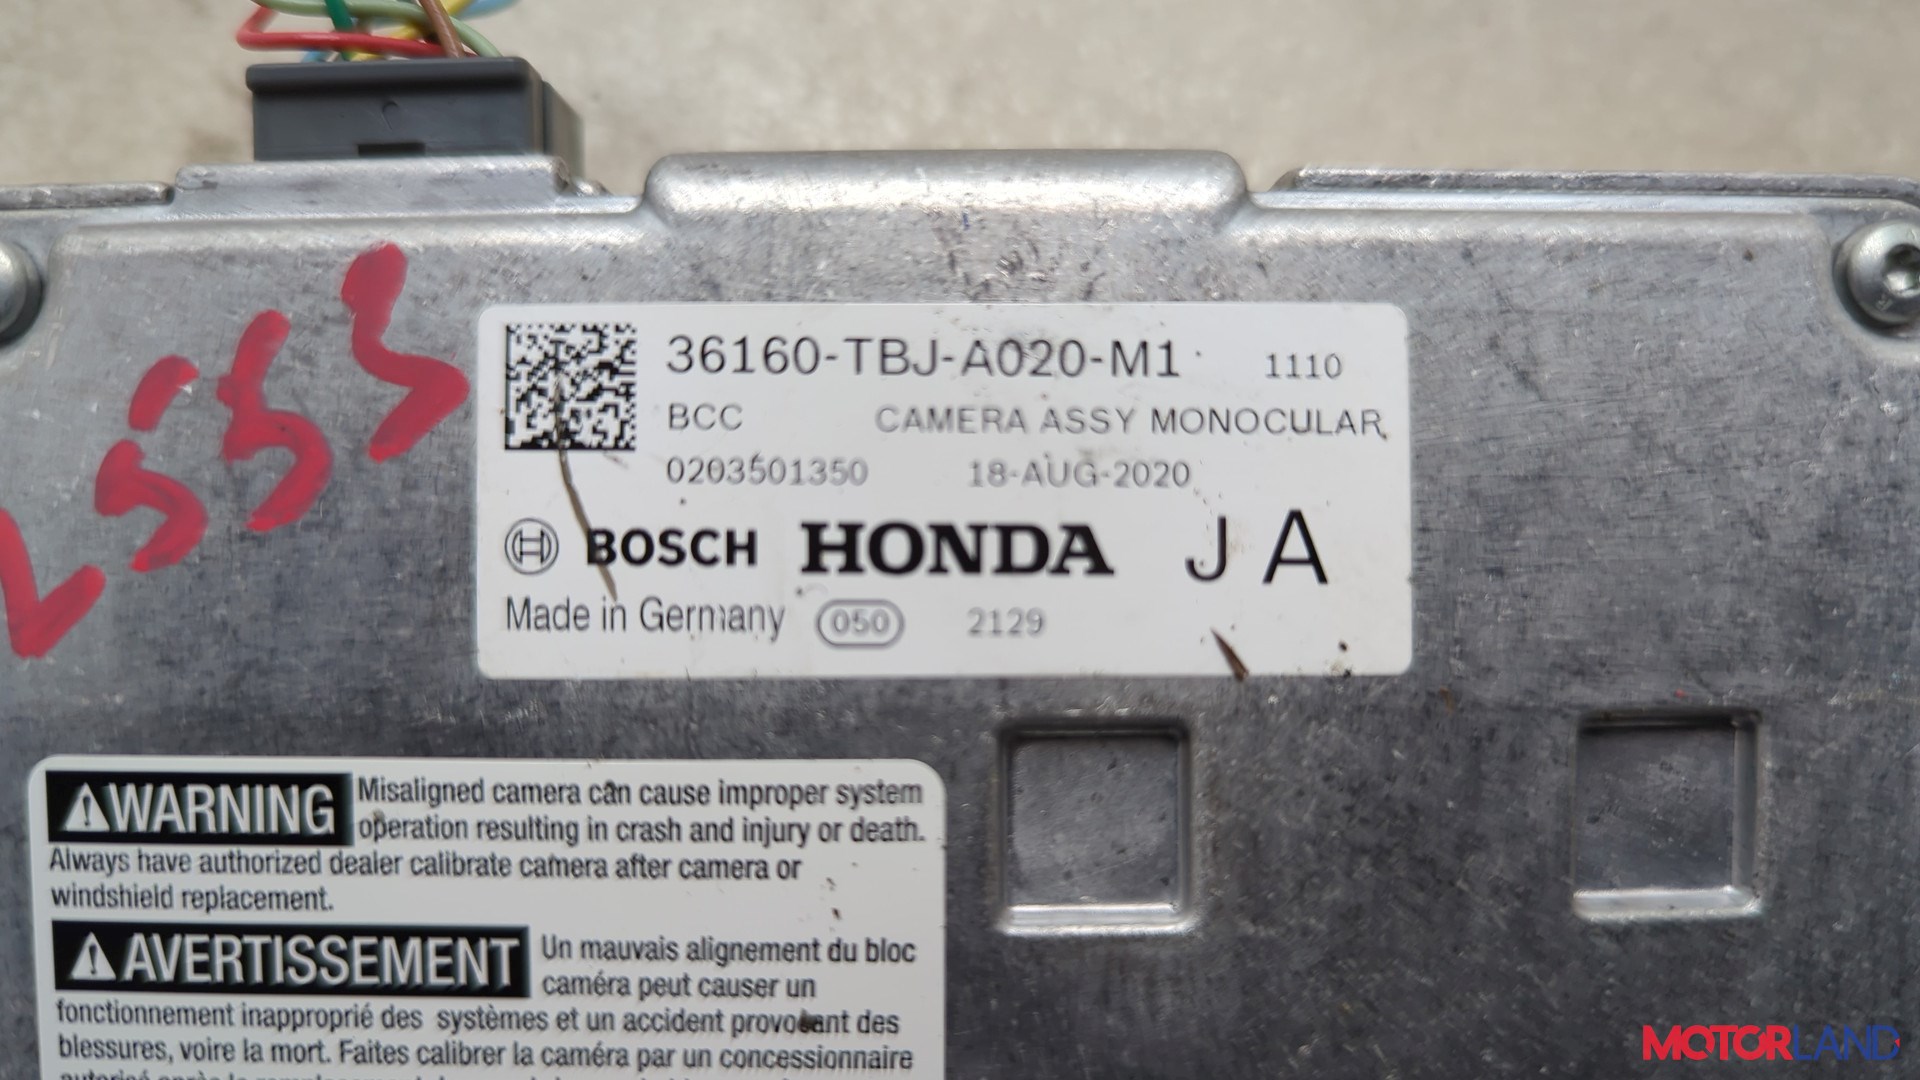 2553
36160-TBJ-A020-M1 1110
BCC CAMERA ASSY MONOCULAR
0203501350 18-AUG-2020
BOSCH HONDA J A
Made in Germany 050 2129
WARNING Misaligned camera can cause improper system
operation resulting in crash and injury or death.
Always have authorized dealer calibrate camera after camera or
windshield replacement.
AVERTISSEMENT Un mauvais alignement du bloc
caméra peut causer un
fonctionnement inapproprié des systèmes et un accident provocant des
blessures, voire la mort. Faites calibrer la caméra par un concessionnaire
MOTORLAND